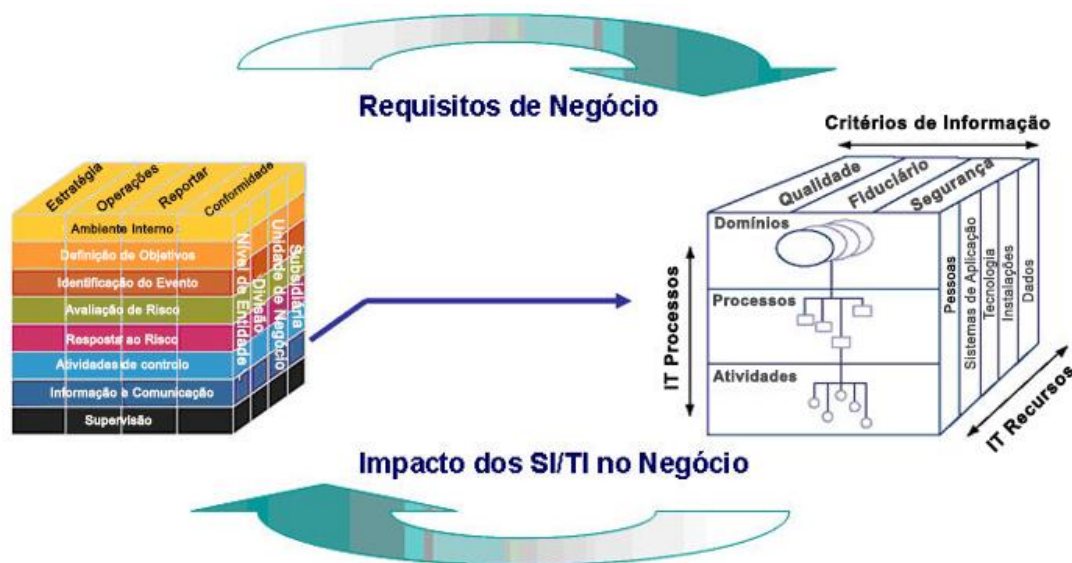 Requisitos de Negócio
Estratégia
Operações
Reportar
Conformidade
Ambiente Interno
Definição de Objetivos
Identificação do Evento
Avaliação de Risco
Resposta ao Risco
Atividades de controlo
Informação e Comunicação
Supervisão
Nível de Entidade
Divisão
Unidade de Negócio
Subsidiária
Critérios de Informação
Qualidade
Fiduciário
Segurança
Domínios
Processos
Atividades
IT Processos
Pessoas
Sistemas de Aplicação
Tecnologia
Instalações
Dados
IT Recursos
Impacto dos SI/TI no Negócio